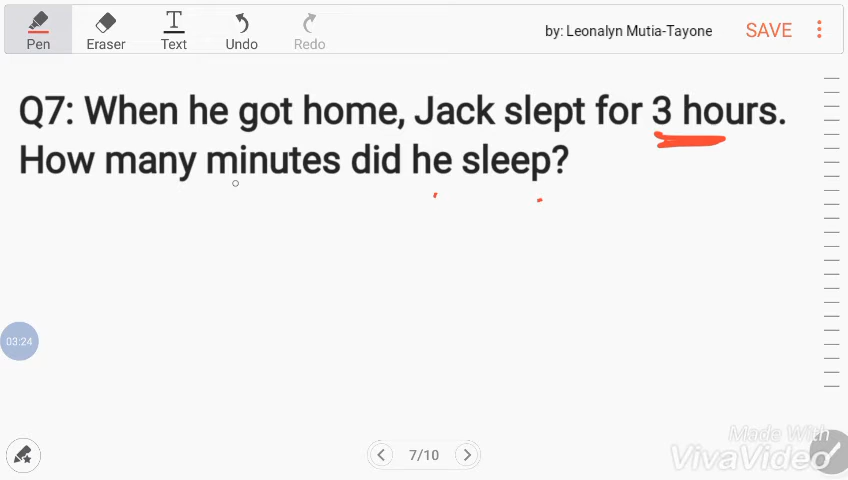 Pen
Eraser
Text
Undo
Redo
by: Leonalyn Mutia-Tayone
SAVE
Q7: When he got home, Jack slept for 3 hours.
How many minutes did he sleep?
03:24
7/10
Made With
VivaVideo